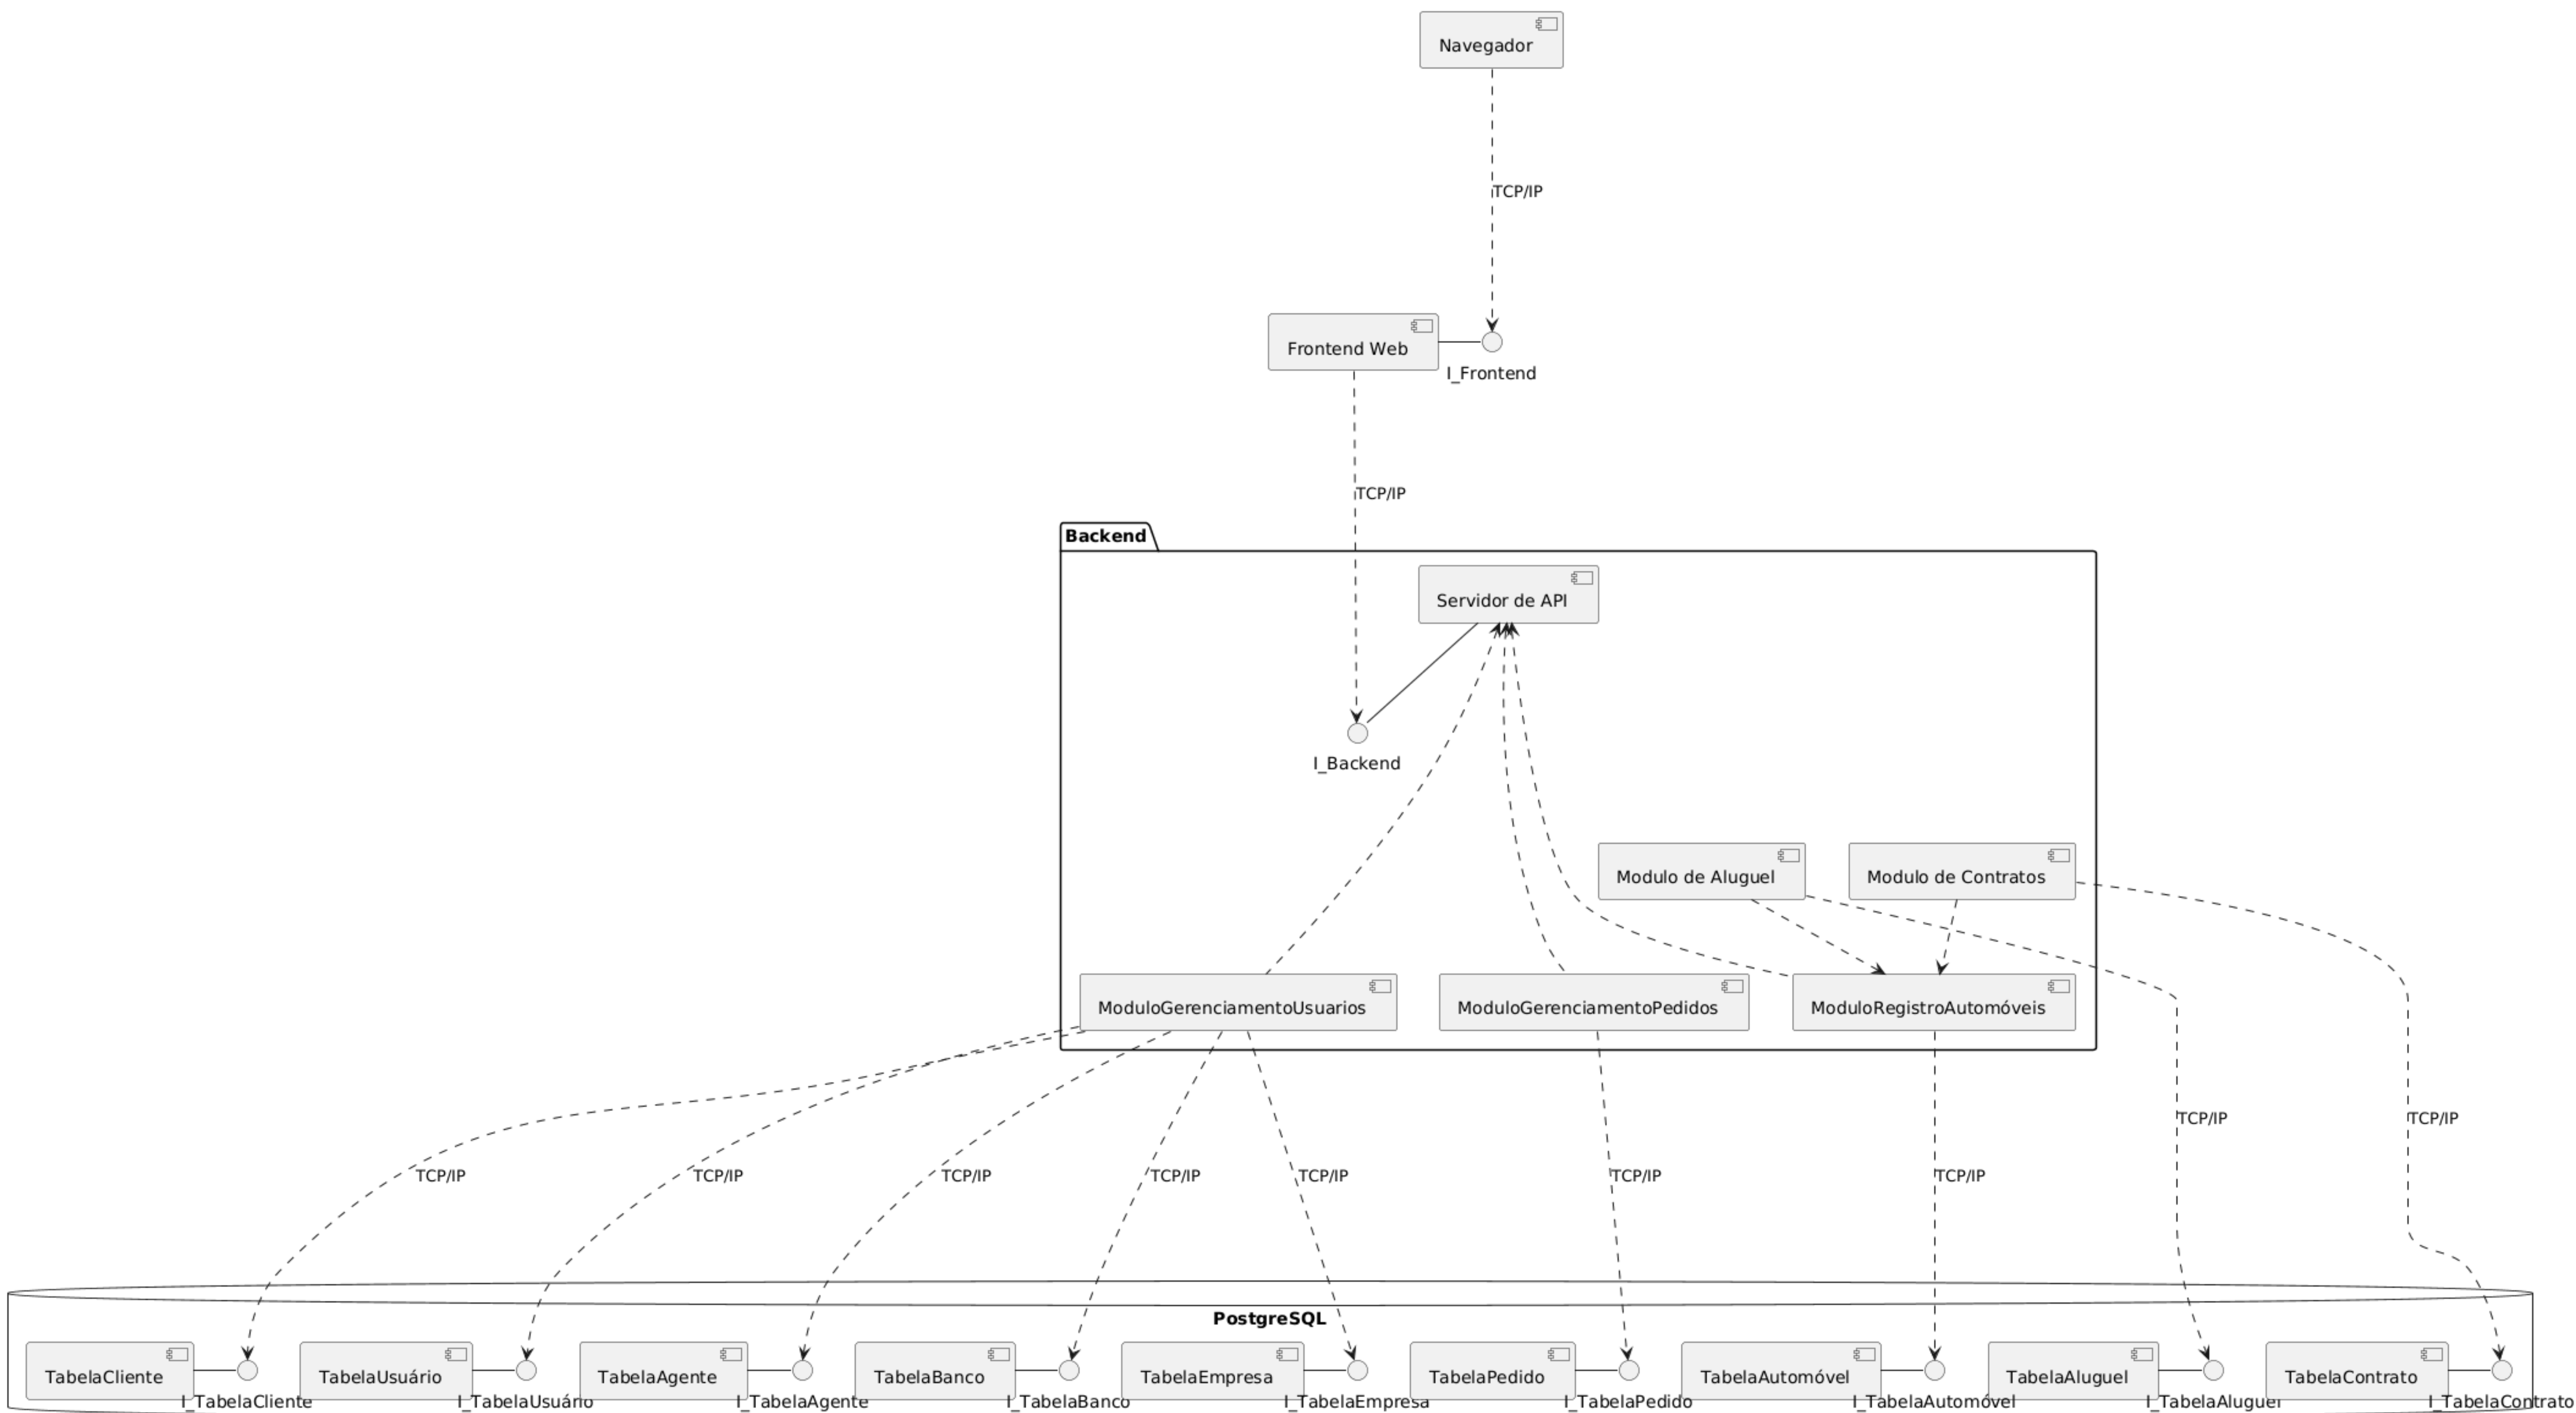 Navegador
TCP/IP
Frontend Web
I_Frontend
TCP/IP
Backend
Servidor de API
I_Backend
Modulo de Aluguel
Modulo de Contratos
ModuloGerenciamentoUsuarios
ModuloGerenciamentoPedidos
ModuloRegistroAutomóveis
TCP/IP
TCP/IP
TCP/IP
TCP/IP
TCP/IP
TCP/IP
TCP/IP
TCP/IP
TCP/IP
PostgreSQL
TabelaCliente
TabelaUsuário
TabelaAgente
TabelaBanco
TabelaEmpresa
TabelaPedido
TabelaAutomóvel
TabelaAluguel
TabelaContrato
I_TabelaCliente
I_TabelaUsuário
I_TabelaAgente
I_TabelaBanco
I_TabelaEmpresa
I_TabelaPedido
I_TabelaAutomóvel
I_TabelaAluguel
I_TabelaContrato